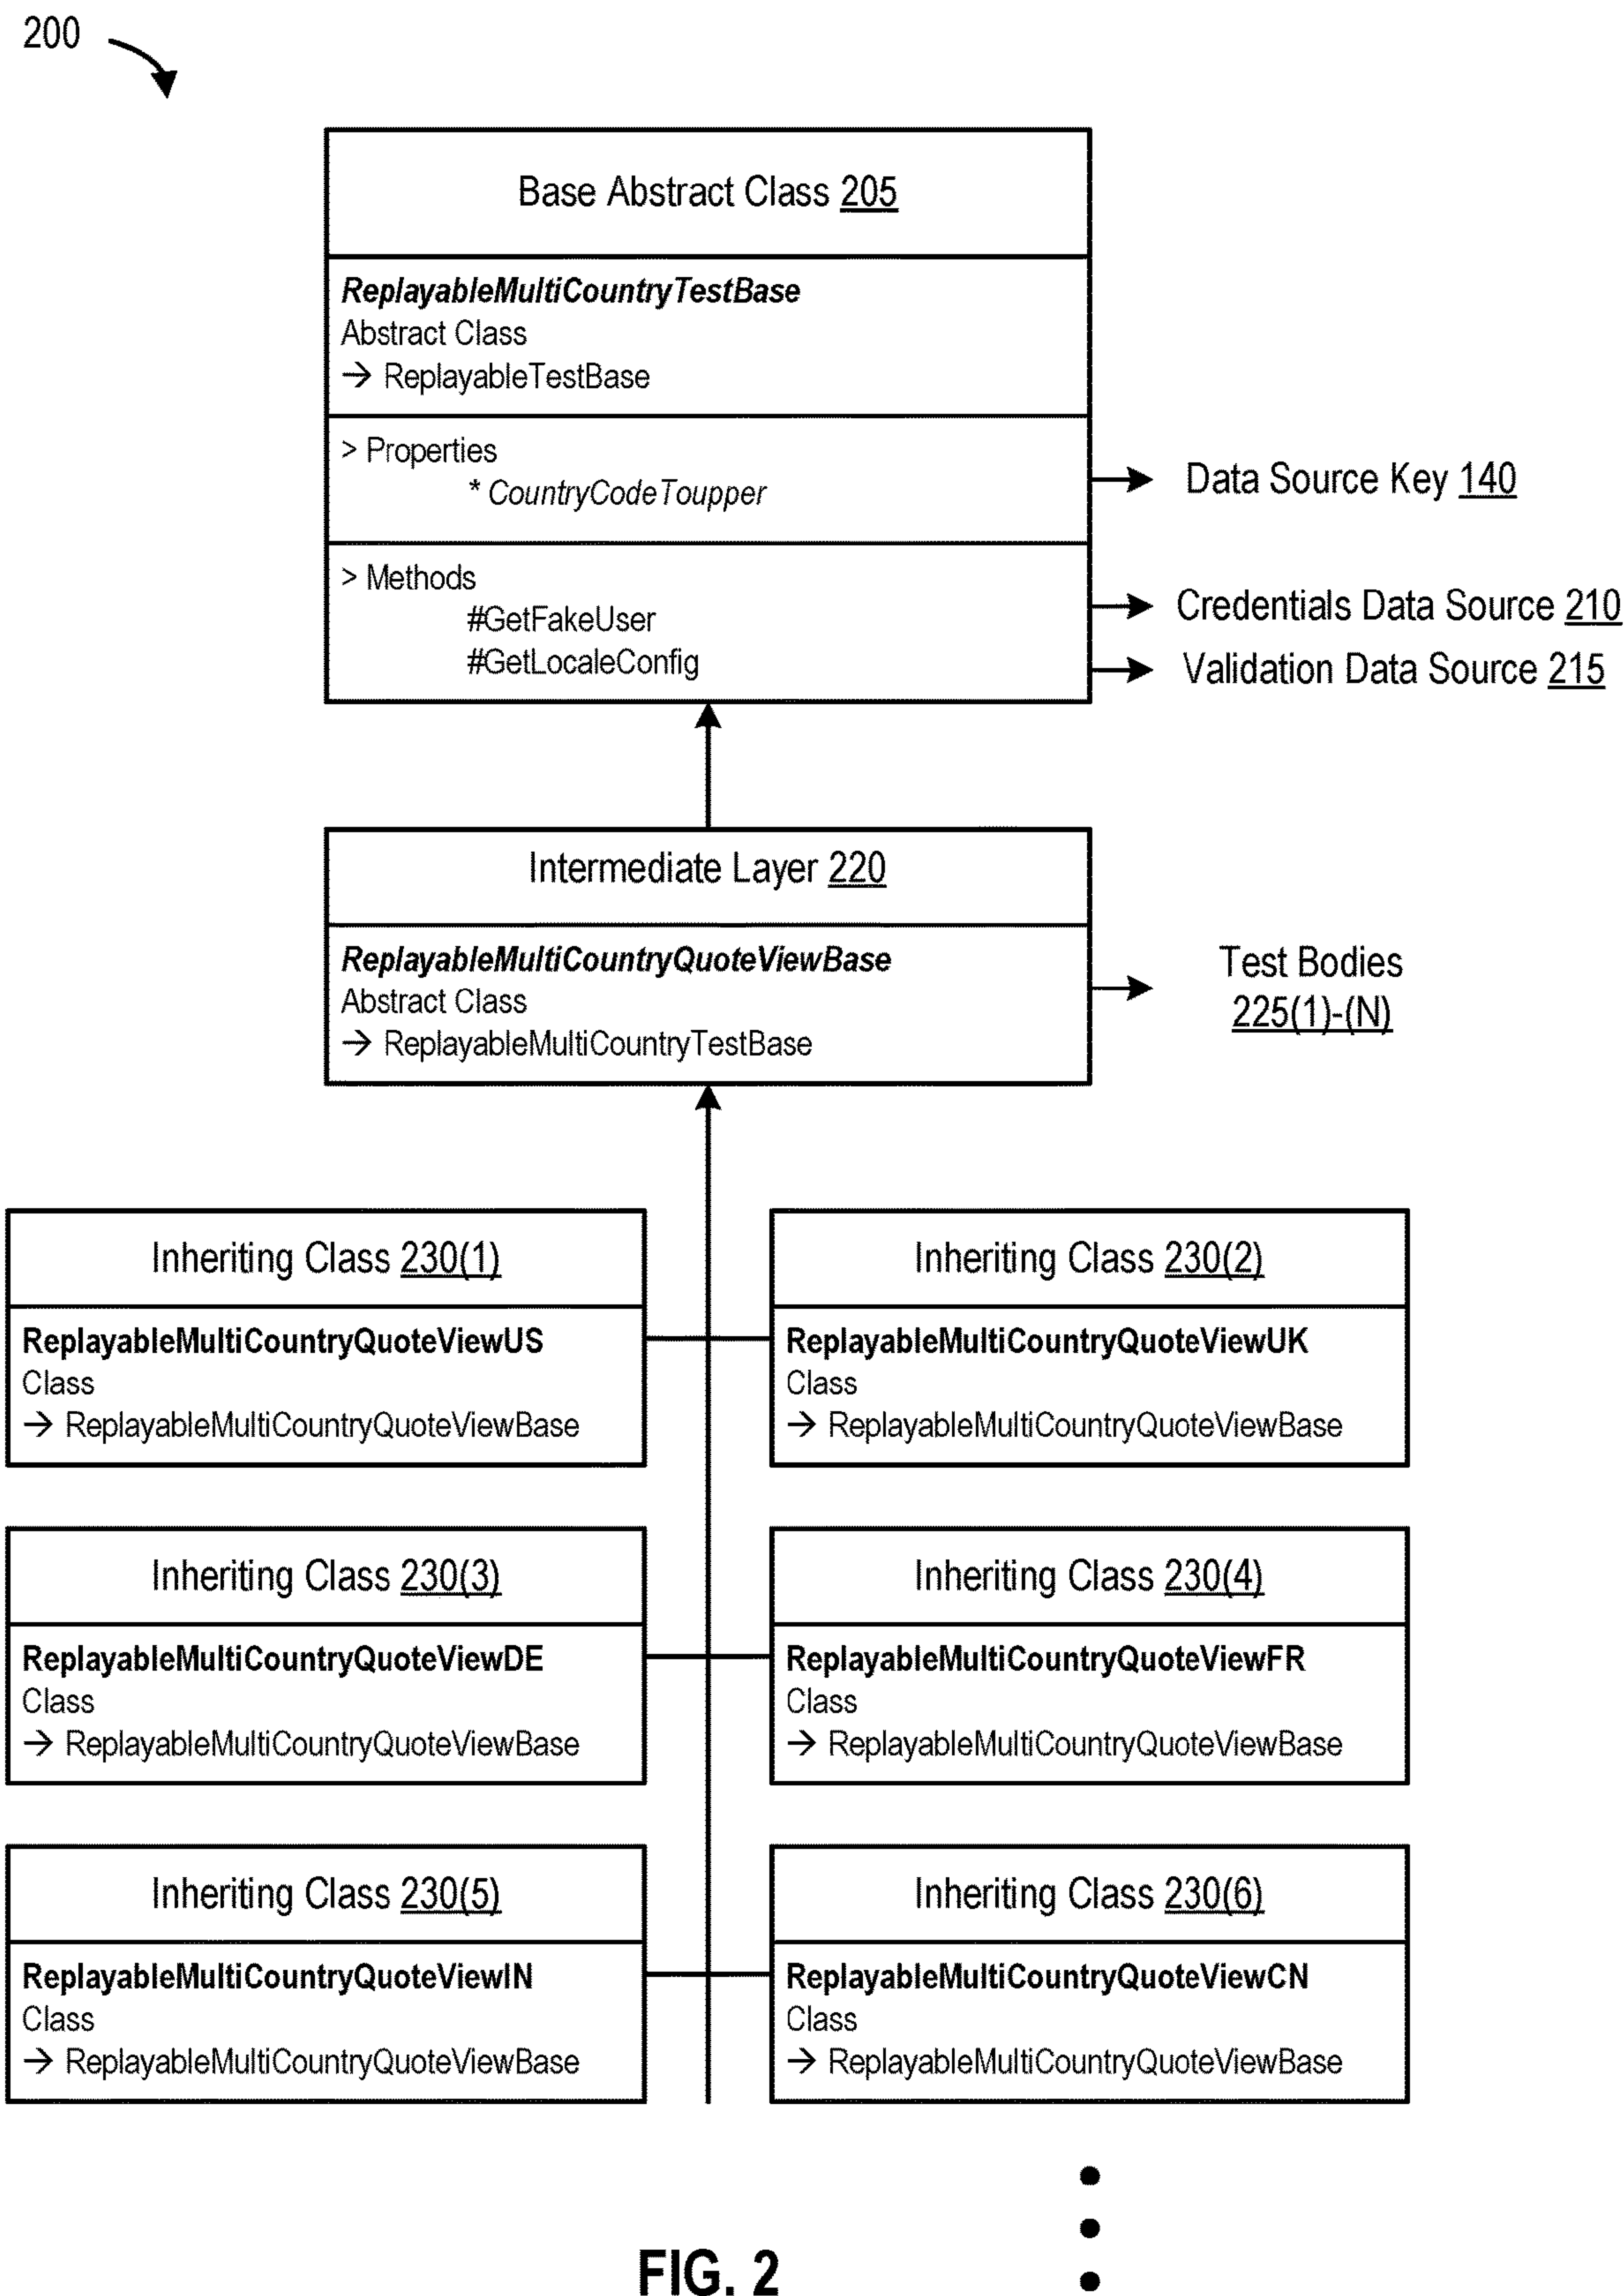 200
Base Abstract Class 205
ReplayableMultiCountryTestBase
Abstract Class
→ ReplayableTestBase
> Properties
* CountryCodeToupper
Data Source Key 140
> Methods
#GetFakeUser
Credentials Data Source 210
#GetLocaleConfig
Validation Data Source 215
Intermediate Layer 220
ReplayableMultiCountryQuoteViewBase
Abstract Class
→ ReplayableMultiCountryTestBase
Test Bodies
225(1)-(N)
Inheriting Class 230(1)
ReplayableMultiCountryQuoteViewUS
Class
→ ReplayableMultiCountryQuoteViewBase
Inheriting Class 230(2)
ReplayableMultiCountryQuoteViewUK
Class
→ ReplayableMultiCountryQuoteViewBase
Inheriting Class 230(3)
ReplayableMultiCountryQuoteViewDE
Class
→ ReplayableMultiCountryQuoteViewBase
Inheriting Class 230(4)
ReplayableMultiCountryQuoteViewFR
Class
→ ReplayableMultiCountryQuoteViewBase
Inheriting Class 230(5)
ReplayableMultiCountryQuoteViewIN
Class
→ ReplayableMultiCountryQuoteViewBase
Inheriting Class 230(6)
ReplayableMultiCountryQuoteViewCN
Class
→ ReplayableMultiCountryQuoteViewBase
FIG. 2